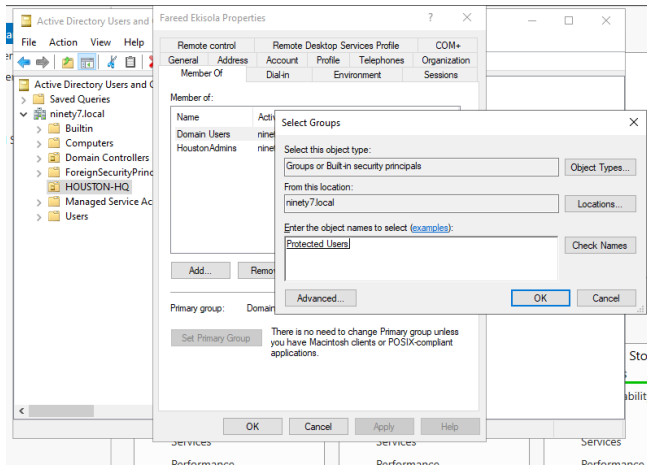 Active Directory Users and
File Action View Help
Active Directory Users and
Saved Queries
ninety7.local
Builtin
Computers
Domain Controllers
ForeignSecurityPrinc
HOUSTON-HQ
Managed Service Ac
Users
Fareed Ekisola Properties
Remote control Remote Desktop Services Profile COM+
General Address Account Profile Telephones Organization
Member Of Dial-in Environment Sessions
Member of:
Name
Domain Users
HoustonAdmins
Add...
Primary group:
Set Primary Group
There is no need to change Primary group unless
you have Macintosh clients or POSIX-compliant
applications.
OK Cancel Apply Help
Select Groups
Select this object type:
Groups or Built-in security principals Object Types...
From this location:
ninety7.local Locations...
Enter the object names to select (examples):
Protected Users Check Names
Advanced... OK Cancel
Services Services Services
Performance Performance Performance